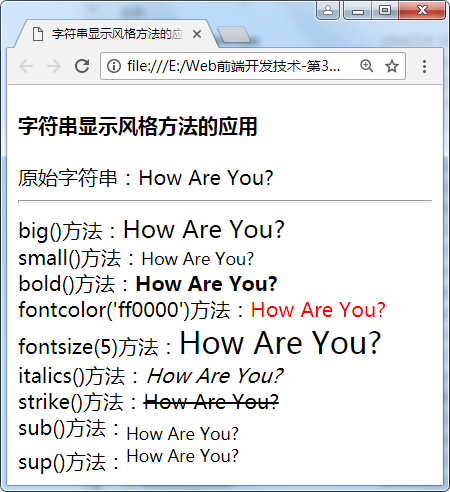 字符串显示风格方法的应
file:///E:/Web前端开发技术-第3...
字符串显示风格方法的应用
原始字符串：How Are You?
big()方法：How Are You?
small()方法：How Are You?
bold()方法：How Are You?
fontcolor('ff0000')方法：How Are You?
fontsize(5)方法：How Are You?
italics()方法：How Are You?
strike()方法：How Are You?
sub()方法：How Are You?
sup()方法：How Are You?